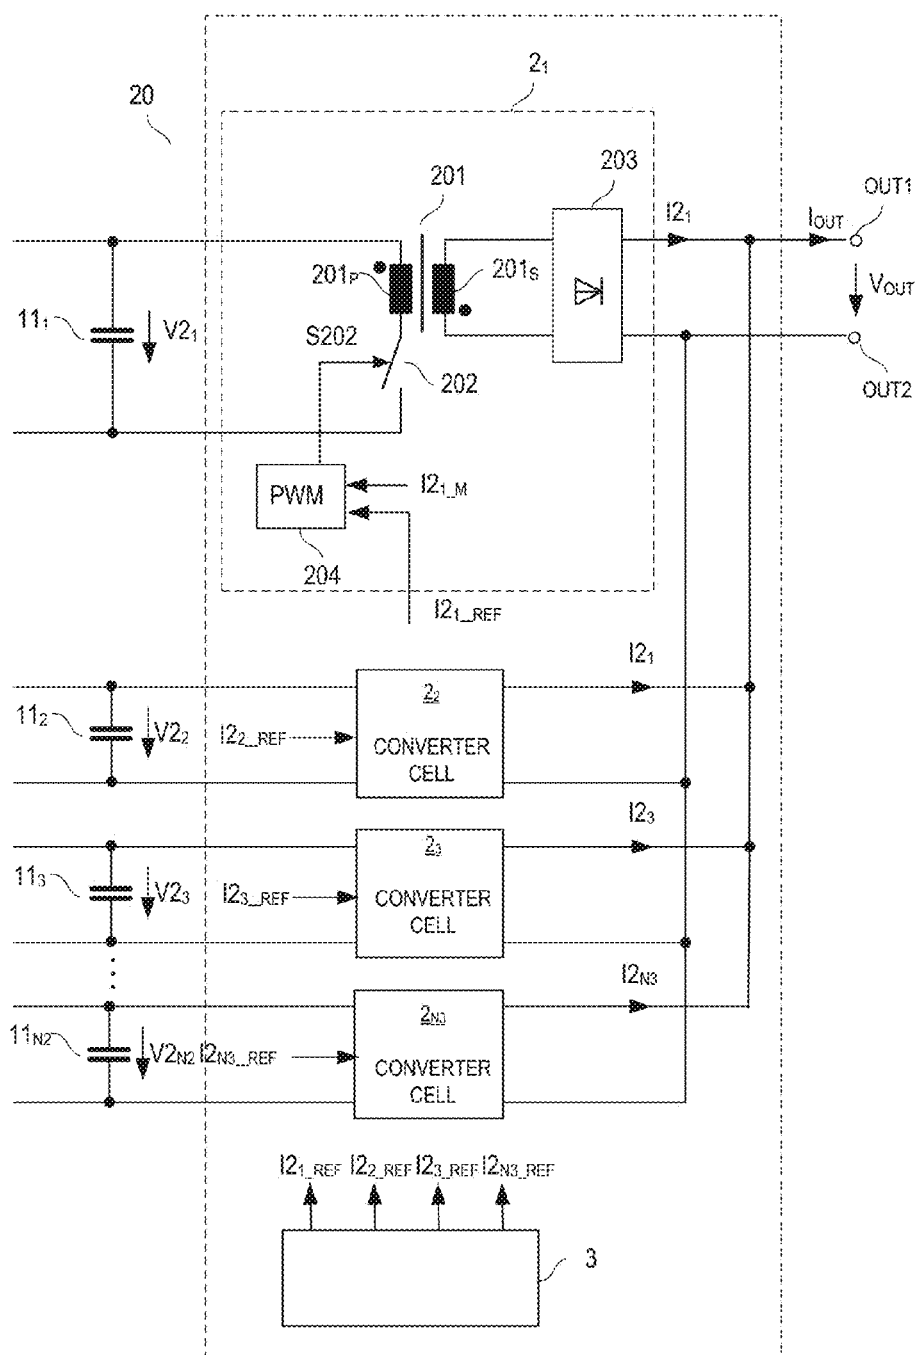 2₁
20
201
203
I2₁
I_OUT
OUT1
201_P
201_S
V_OUT
11₁
V2₁
S202
202
OUT2
PWM
I2₁_M
204
I2₁_REF
I2₁
11₂
V2₂
I2₂_REF
2₂
CONVERTER
CELL
I2₃
11₃
V2₃
I2₃_REF
2₃
CONVERTER
CELL
I2_N3
11_N2
V2_N2
I2_N3_REF
2_N3
CONVERTER
CELL
I2₁_REF I2₂_REF I2₃_REF I2_N3_REF
3